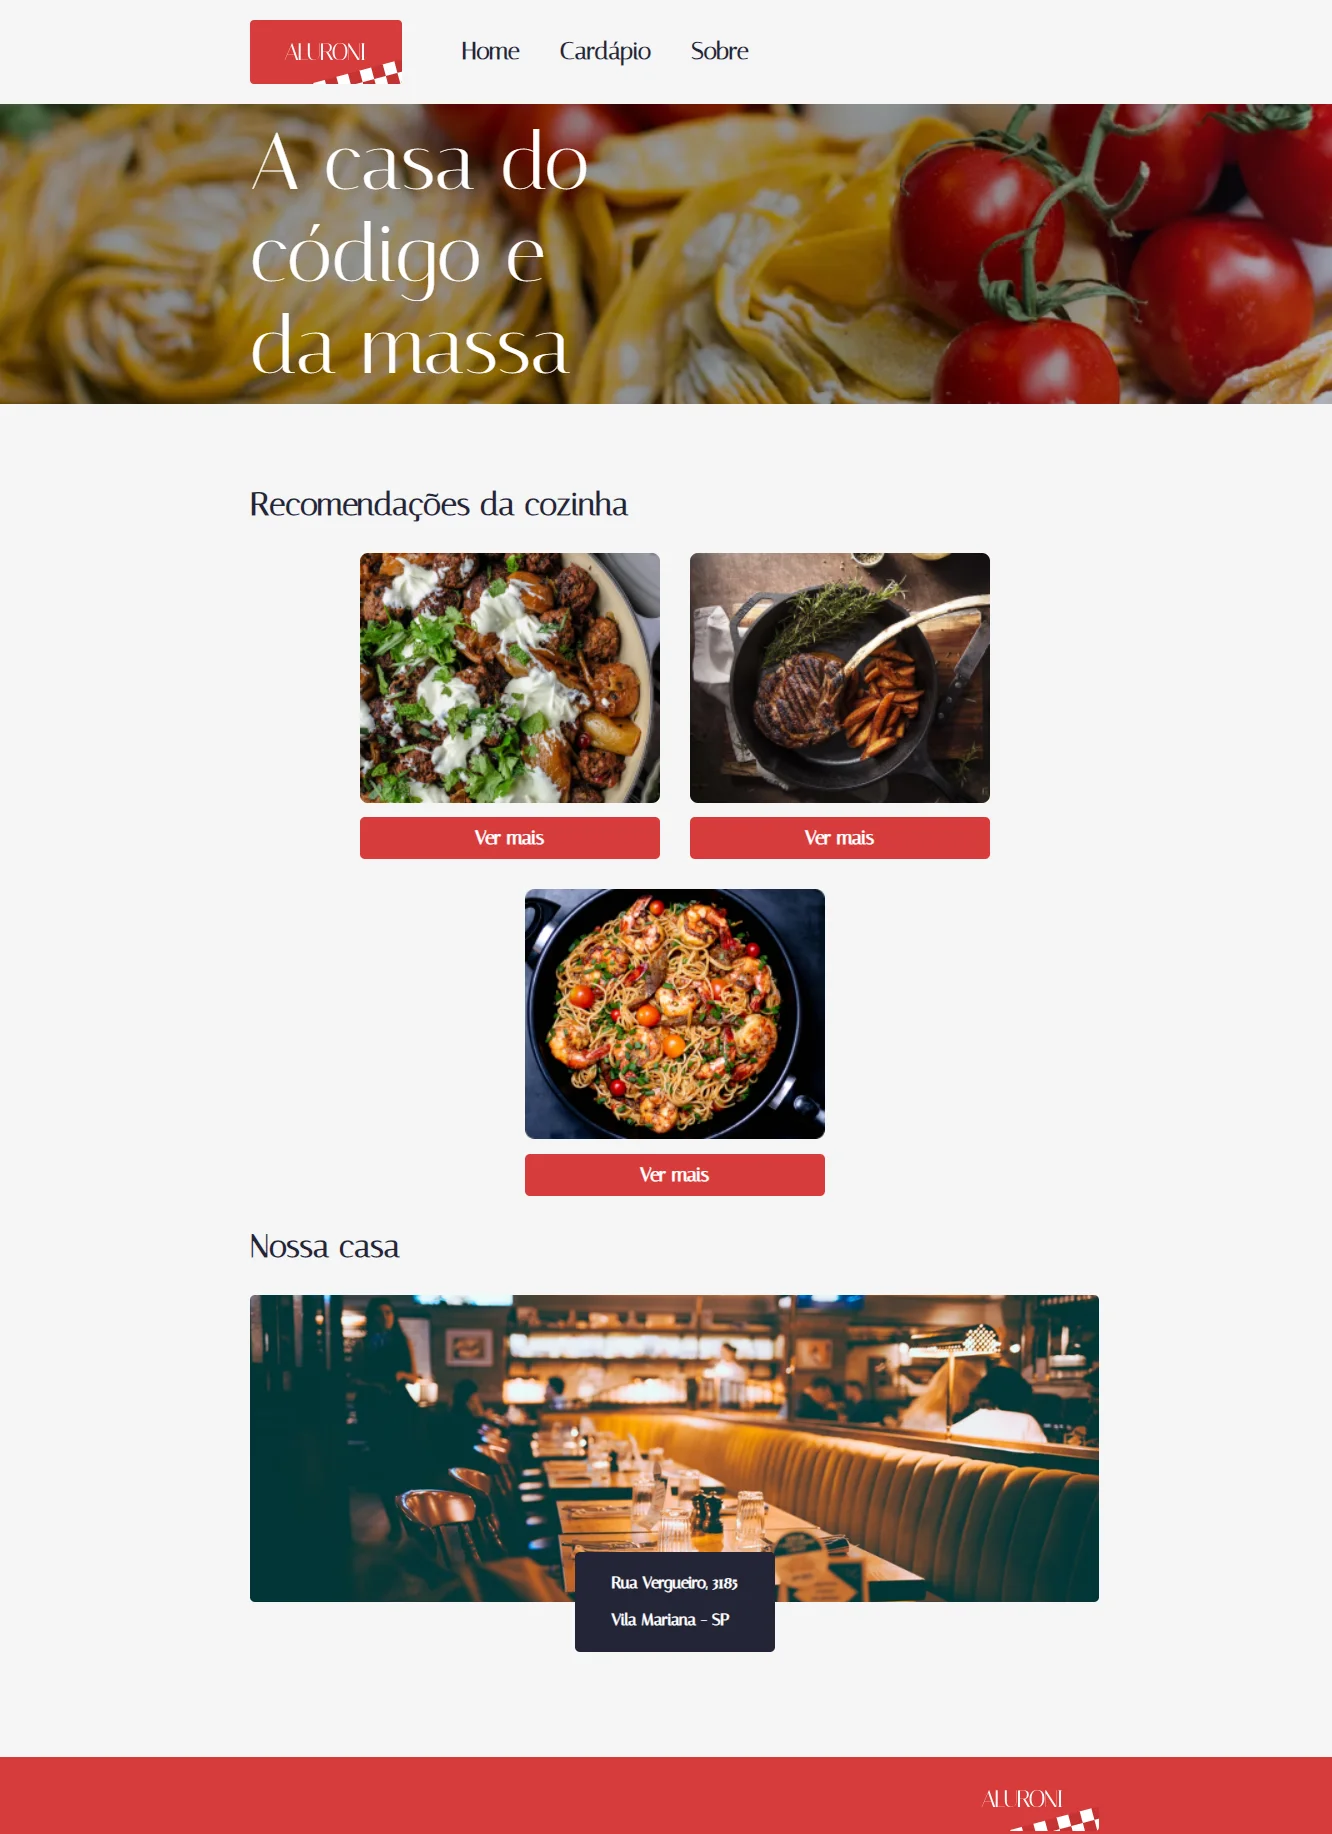 ALURONI
Home Cardápio Sobre
A casa do
código e
da massa
Recomendações da cozinha
Ver mais Ver mais
Ver mais
Nossa casa
Rua Vergueiro, 3185
Vila Mariana - SP
ALURONI